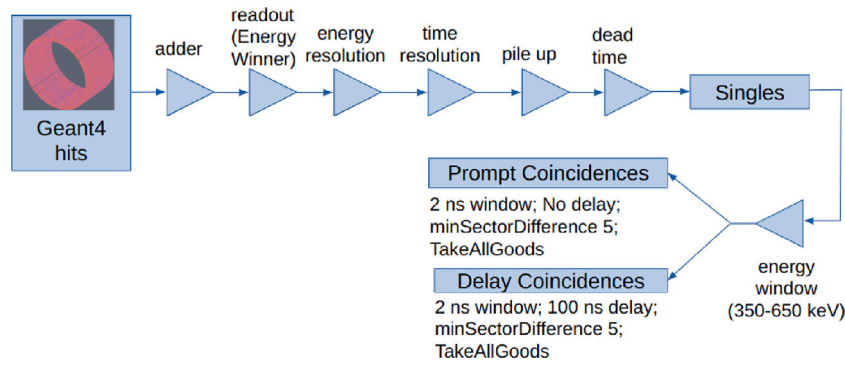 Geant4
hits
adder
readout
(Energy
Winner)
energy
resolution
time
resolution
pile up
dead
time
Singles
Prompt Coincidences
2 ns window; No delay;
minSectorDifference 5;
TakeAllGoods
Delay Coincidences
2 ns window; 100 ns delay;
minSectorDifference 5;
TakeAllGoods
energy
window
(350-650 keV)